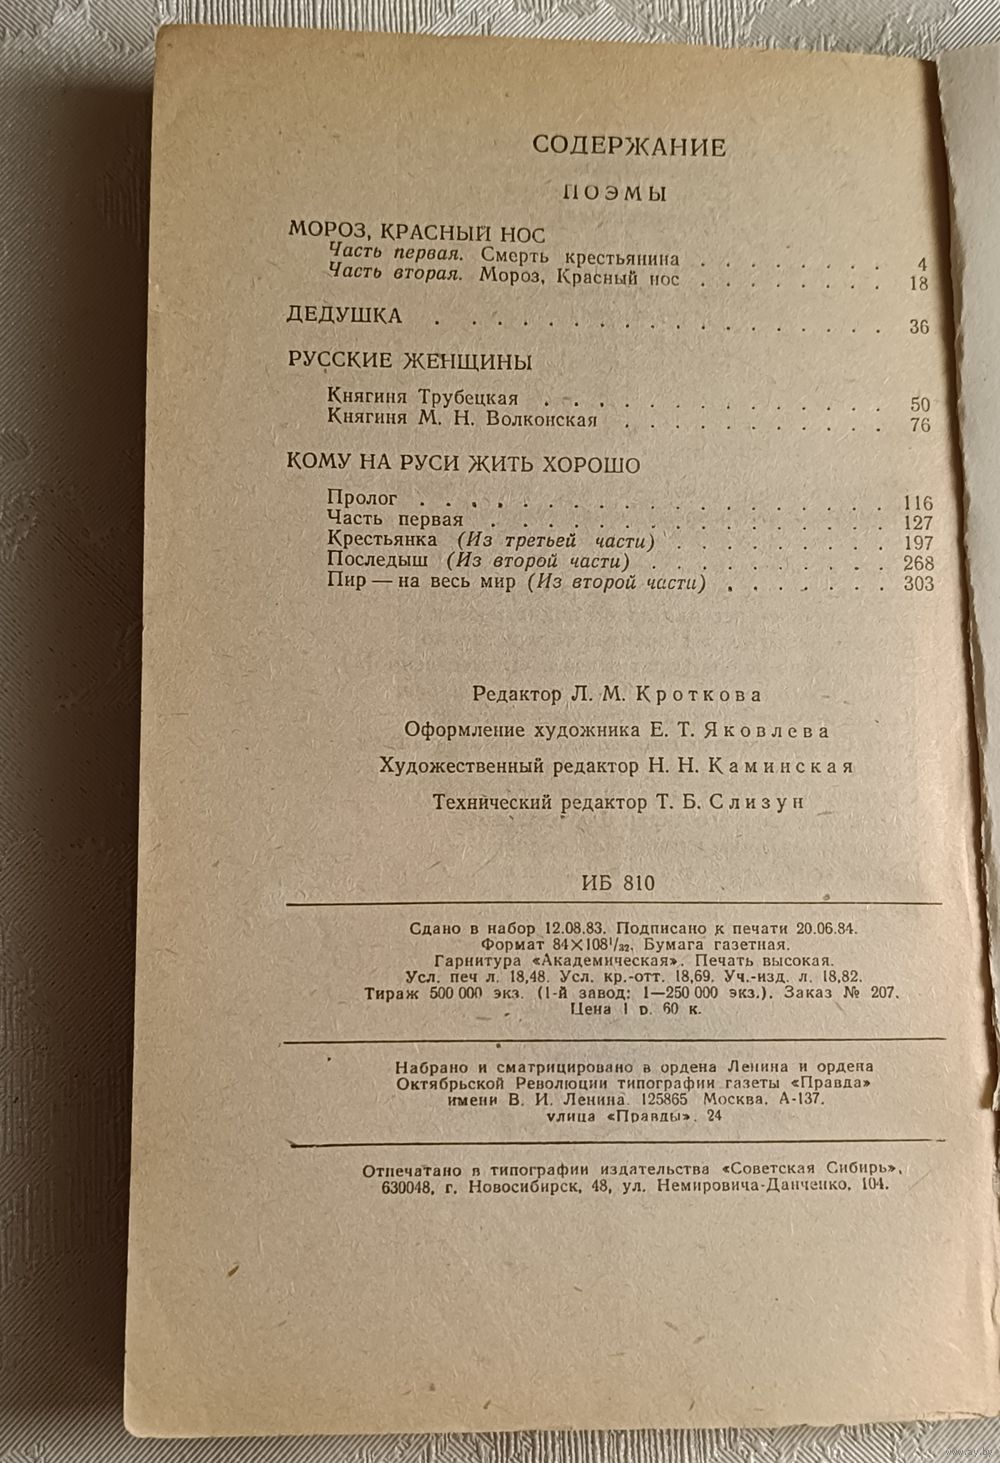 СОДЕРЖАНИЕ
ПОЭМЫ
МОРОЗ, КРАСНЫЙ НОС
Часть первая. Смерть крестьянина . . . . . . . . 4
Часть вторая. Мороз, Красный нос . . . . . . . . 18
ДЕДУШКА . . . . . . . . . . . . . . . . . . 36
РУССКИЕ ЖЕНЩИНЫ
Княгиня Трубецкая . . . . . . . . . . . . . . 50
Княгиня М. Н. Волконская . . . . . . . . . . . 76
КОМУ НА РУСИ ЖИТЬ ХОРОШО
Пролог . . . . . . . . . . . . . . . . . . . 116
Часть первая . . . . . . . . . . . . . . . . 127
Крестьянка (Из третьей части) . . . . . . . . . 197
Последыш (Из второй части) . . . . . . . . . . 268
Пир — на весь мир (Из второй части) . . . . . . . 303
Редактор Л. М. Кроткова
Оформление художника Е. Т. Яковлева
Художественный редактор Н. Н. Каминская
Технический редактор Т. Б. Слизун
ИБ 810
Сдано в набор 12.08.83. Подписано к печати 20.06.84.
Формат 84×108¹/₃₂. Бумага газетная.
Гарнитура «Академическая». Печать высокая.
Усл. печ л. 18,48. Усл. кр.-отт. 18,69. Уч.-изд. л. 18,82.
Тираж 500 000 экз. (1-й завод: 1—250 000 экз.). Заказ № 207.
Цена 1 р. 60 к.
Набрано и сматрицировано в ордена Ленина и ордена
Октябрьской Революции типографии газеты «Правда»
имени В. И. Ленина. 125865 Москва, А-137,
улица «Правды». 24
Отпечатано в типографии издательства «Советская Сибирь»,
630048, г. Новосибирск, 48, ул. Немировича-Данченко, 104.
www.ay.by